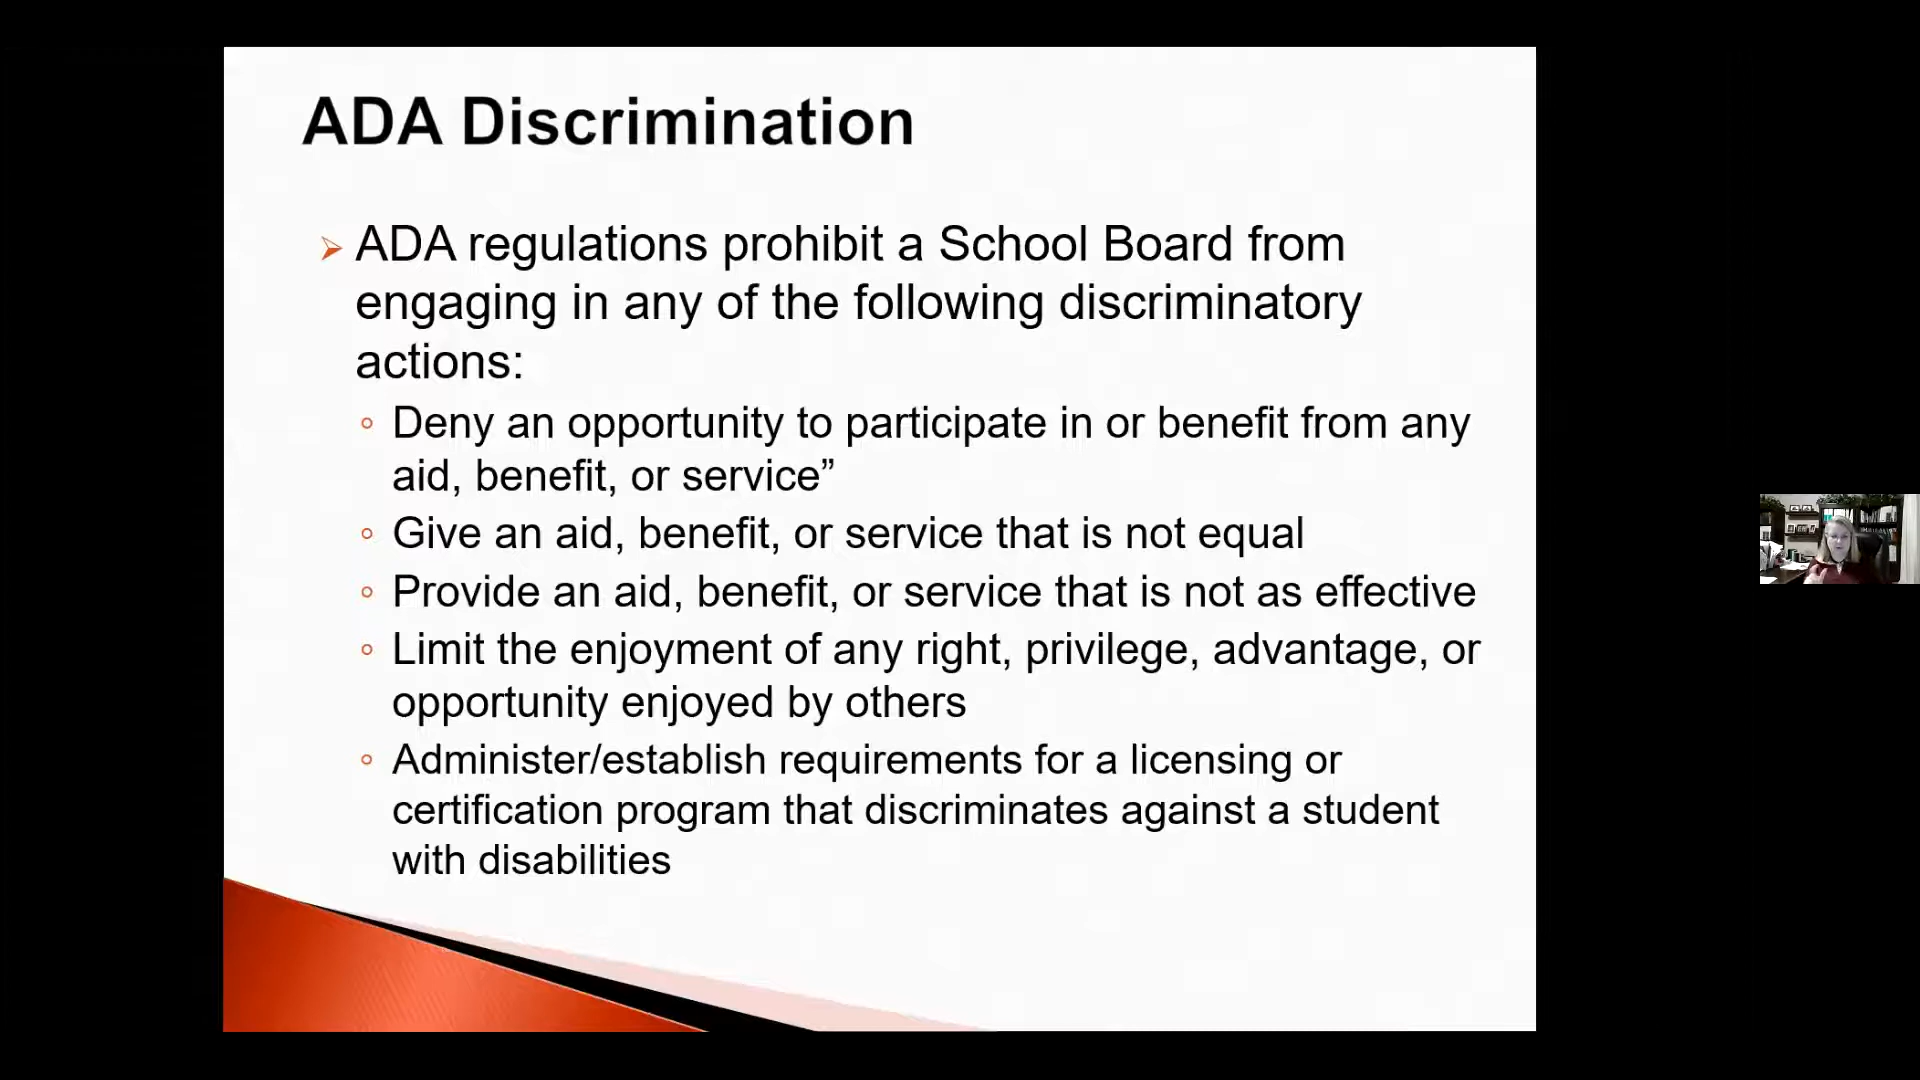 ADA Discrimination
ADA regulations prohibit a School Board from
engaging in any of the following discriminatory
actions:
Deny an opportunity to participate in or benefit from any
aid, benefit, or service”
Give an aid, benefit, or service that is not equal
Provide an aid, benefit, or service that is not as effective
Limit the enjoyment of any right, privilege, advantage, or
opportunity enjoyed by others
Administer/establish requirements for a licensing or
certification program that discriminates against a student
with disabilities